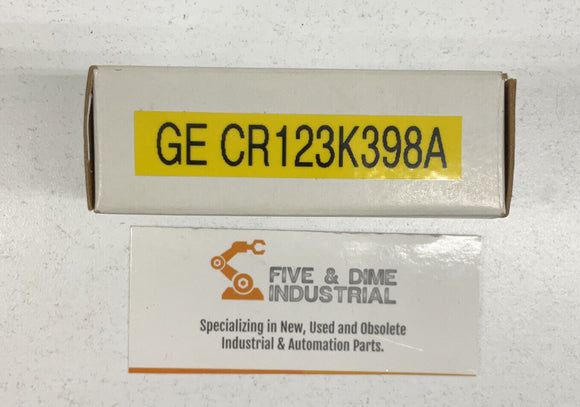 GE CR123K398A
FIVE & DIME
INDUSTRIAL
Specializing in New, Used and Obsolete
Industrial & Automation Parts.